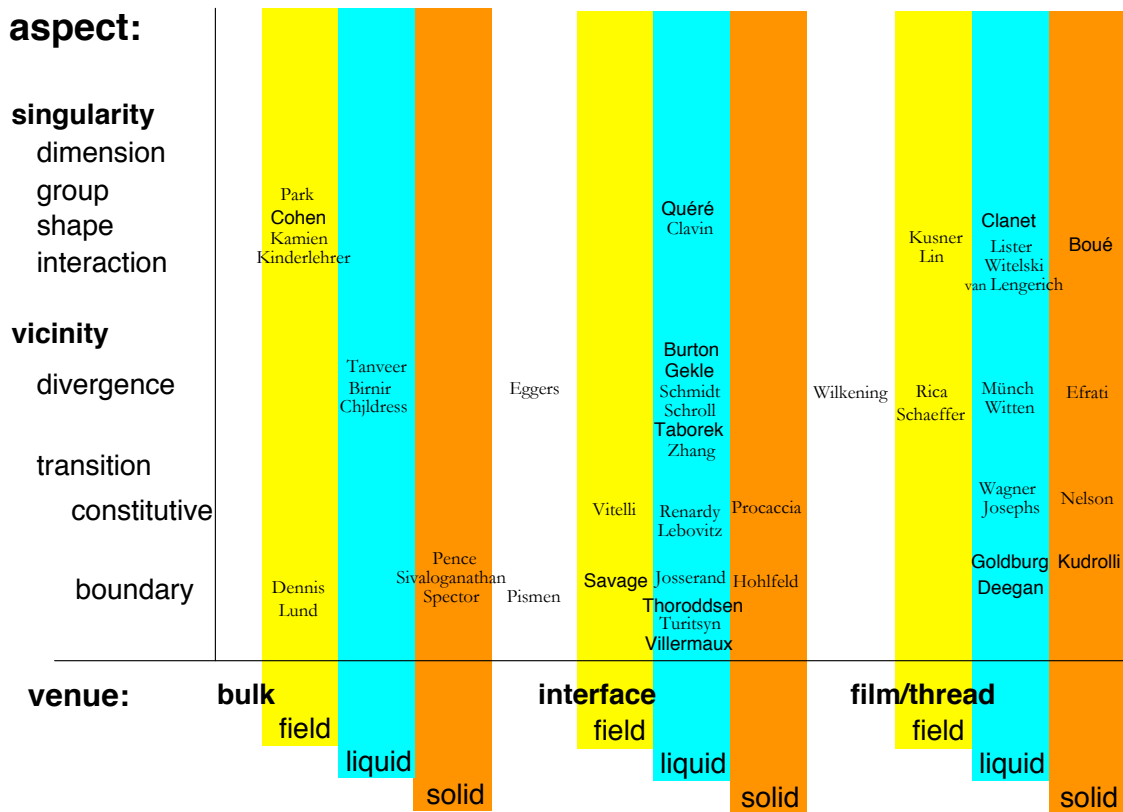 aspect:
singularity
dimension
group
shape
interaction
Park
Cohen
Kamien
Kinderlehrer
Quéré
Clavin
Kusner
Lin
Clanet
Lister
Witelski
van Lengerich
Boué
vicinity
divergence
Tanveer
Birnir
Chjldress
Eggers
Burton
Gekle
Schmidt
Schroll
Taborek
Zhang
Wilkening
Rica
Schaeffer
Münch
Witten
Efrati
transition
constitutive
Vitelli
Renardy
Lebovitz
Procaccia
Wagner
Josephs
Nelson
boundary
Dennis
Lund
Pence
Sivaloganathan
Spector
Pismen
Savage
Josserand
Thoroddsen
Turitsyn
Villermaux
Hohlfeld
Goldburg
Deegan
Kudrolli
venue:
bulk
interface
film/thread
field
liquid
solid
field
liquid
solid
field
liquid
solid